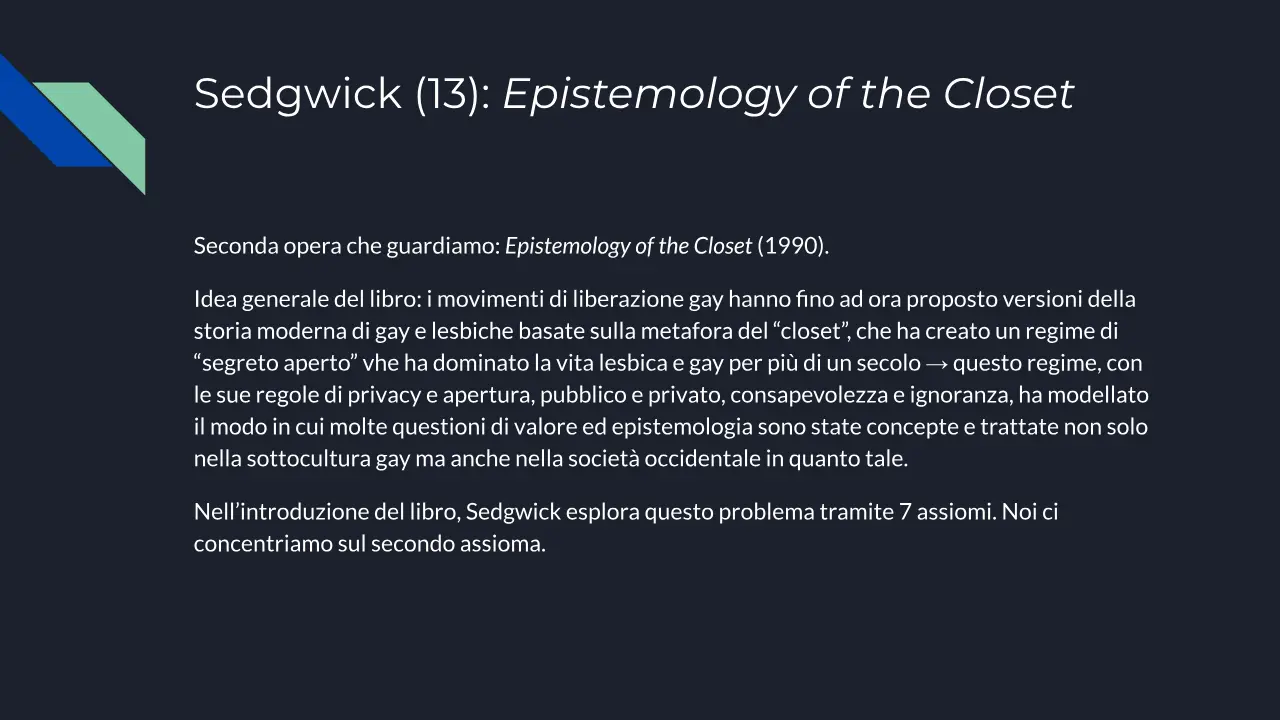 Sedgwick (13): Epistemology of the Closet
Seconda opera che guardiamo: Epistemology of the Closet (1990).
Idea generale del libro: i movimenti di liberazione gay hanno fino ad ora proposto versioni della
storia moderna di gay e lesbiche basate sulla metafora del “closet”, che ha creato un regime di
“segreto aperto” vhe ha dominato la vita lesbica e gay per più di un secolo → questo regime, con
le sue regole di privacy e apertura, pubblico e privato, consapevolezza e ignoranza, ha modellato
il modo in cui molte questioni di valore ed epistemologia sono state concepte e trattate non solo
nella sottocultura gay ma anche nella società occidentale in quanto tale.
Nell’introduzione del libro, Sedgwick esplora questo problema tramite 7 assiomi. Noi ci
concentriamo sul secondo assioma.